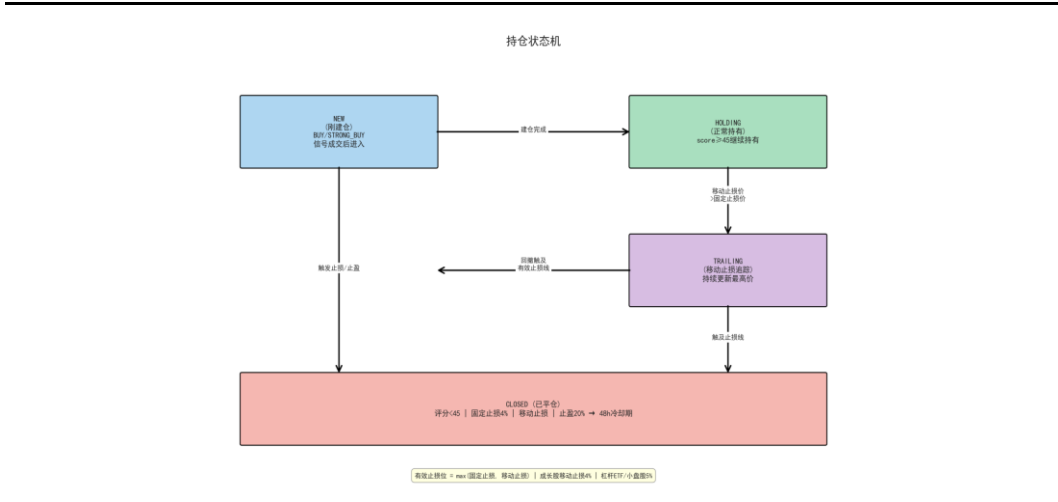 持仓状态机
NEW
(刚建仓)
BUY/STRONG_BUY
信号成交后进入
建仓完成
HOLDING
(正常持有)
score≥45继续持有
移动止损价
>固定止损价
TRAILING
(移动止损追踪)
持续更新最高价
回撤触及
有效止损线
触发止损/止盈
触及止损线
CLOSED (已平仓)
评分<45 | 固定止损4% | 移动止损 | 止盈20% → 48h冷却期
有效止损位 = max(固定止损, 移动止损) | 成长股移动止损4% | 杠杆ETF/小盘股5%